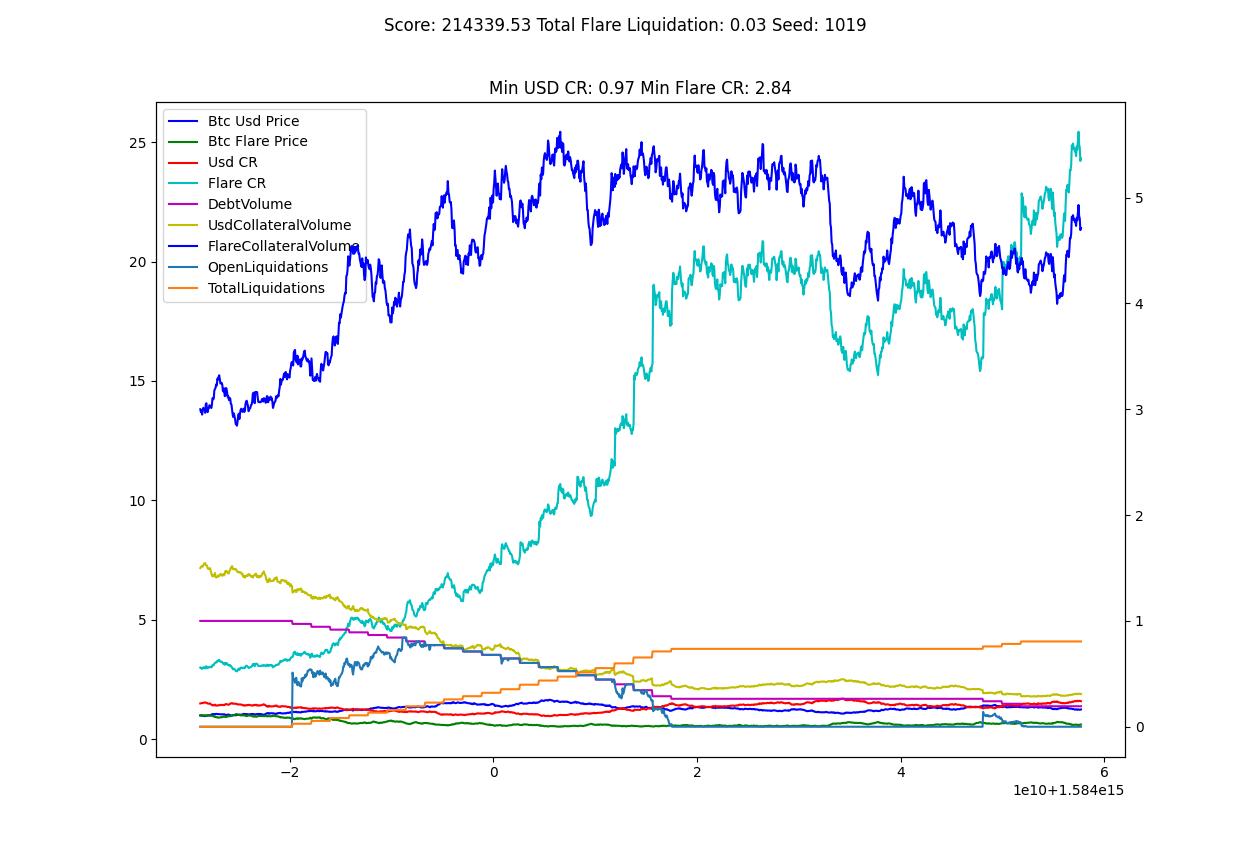 Score: 214339.53 Total Flare Liquidation: 0.03 Seed: 1019
Min USD CR: 0.97 Min Flare CR: 2.84
Btc Usd Price
Btc Flare Price
Usd CR
Flare CR
DebtVolume
UsdCollateralVolume
FlareCollateralVolume
OpenLiquidations
TotalLiquidations
25
20
15
10
5
0
5
4
3
2
1
0
−2
0
2
4
6
1e10+1.584e15